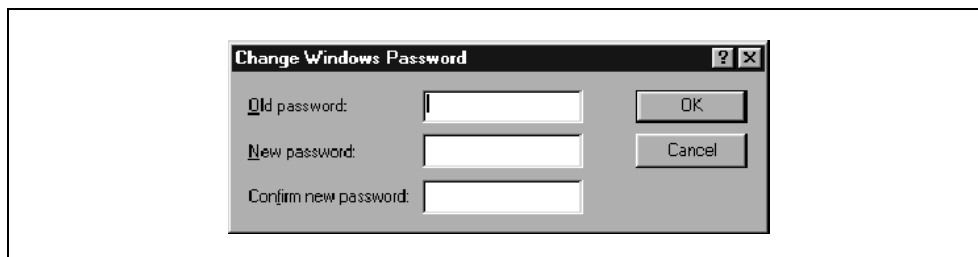 Change Windows Password
Old password:
OK
New password:
Cancel
Confirm new password: